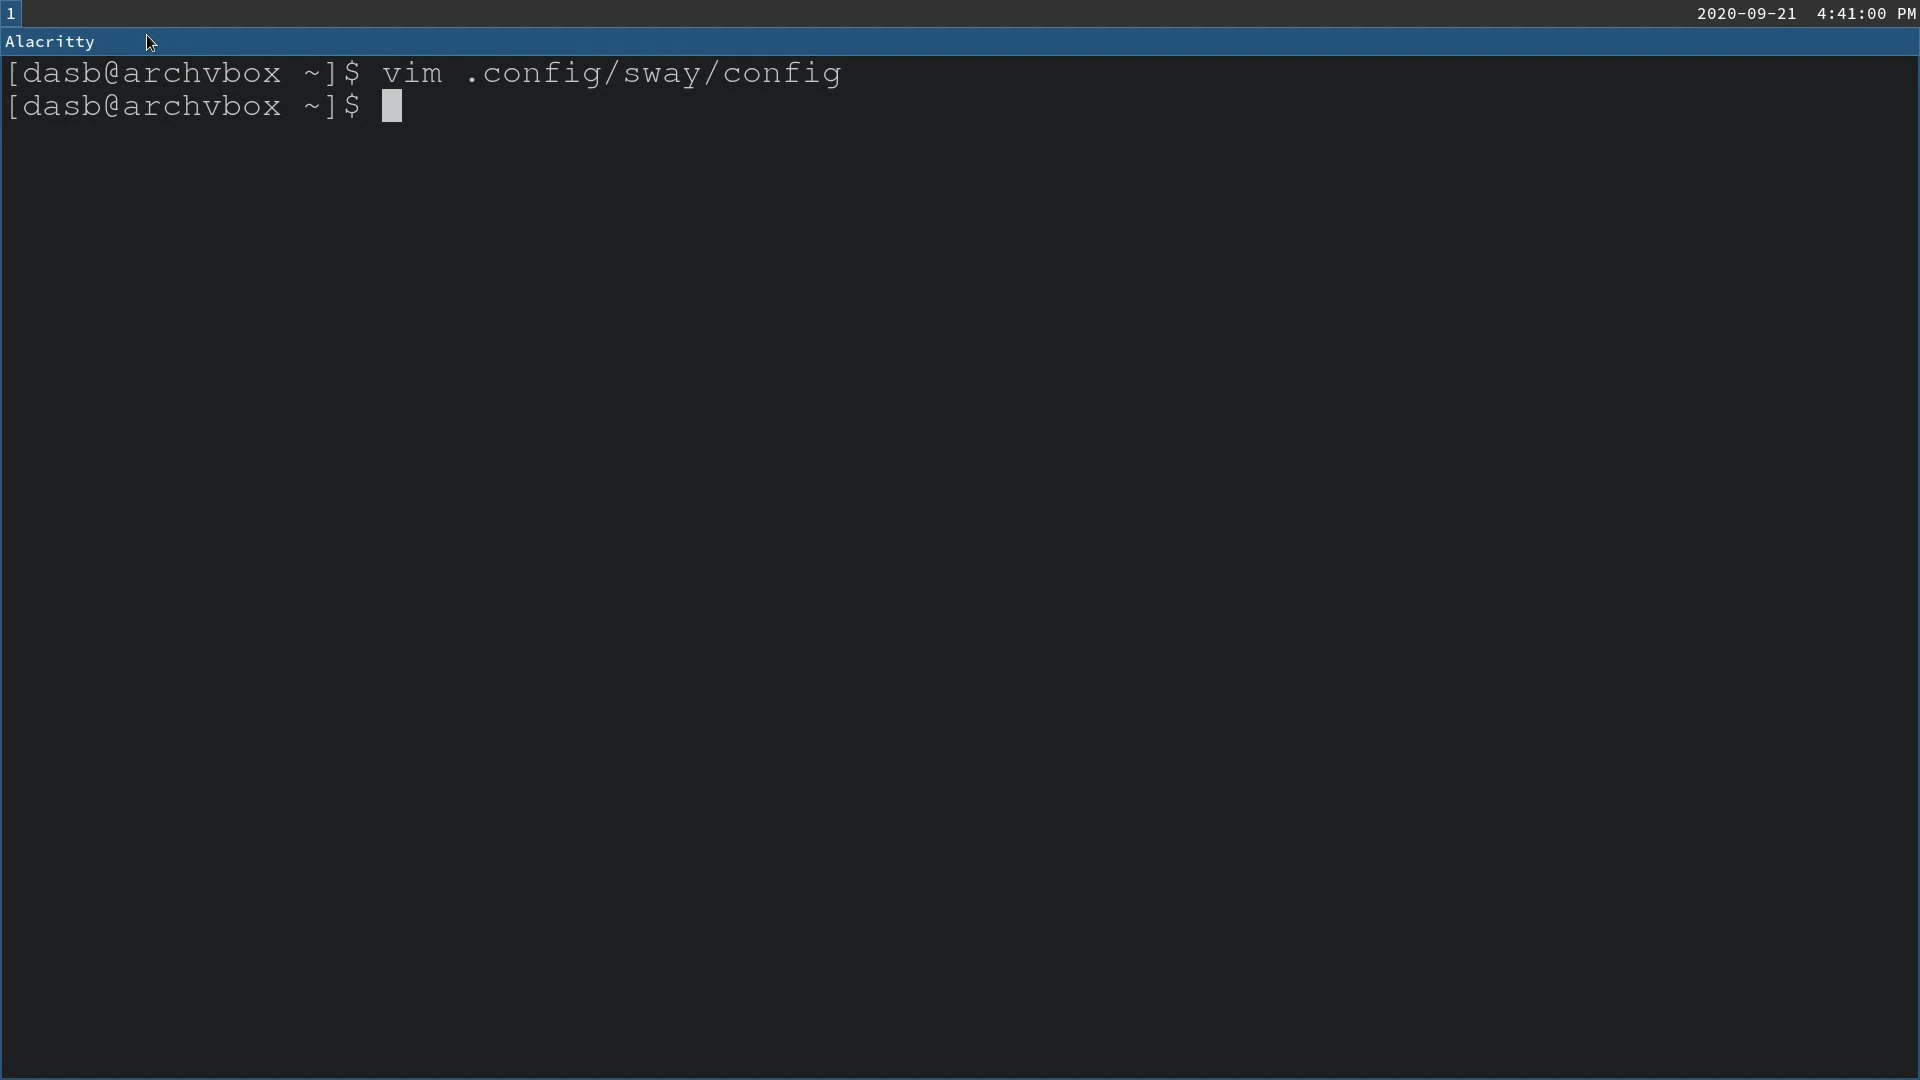 1 2020-09-21 4:41:00 PM
Alacritty
[dasb@archvbox ~]$ vim .config/sway/config
[dasb@archvbox ~]$